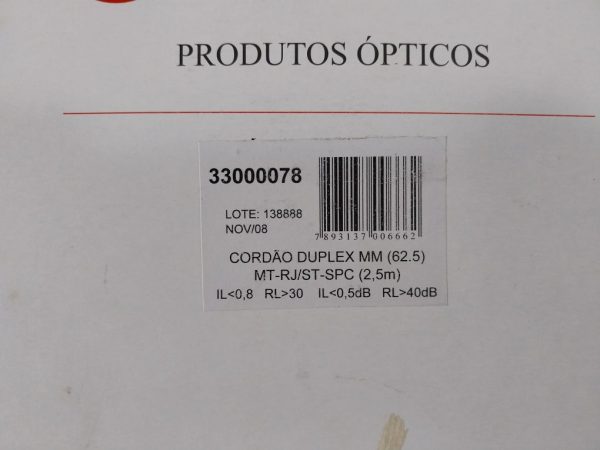 PRODUTOS ÓPTICOS
33000078
LOTE: 138888
NOV/08
7 893137 006662
CORDÃO DUPLEX MM (62.5)
MT-RJ/ST-SPC (2,5m)
IL<0,8 RL>30 IL<0,5dB RL>40dB